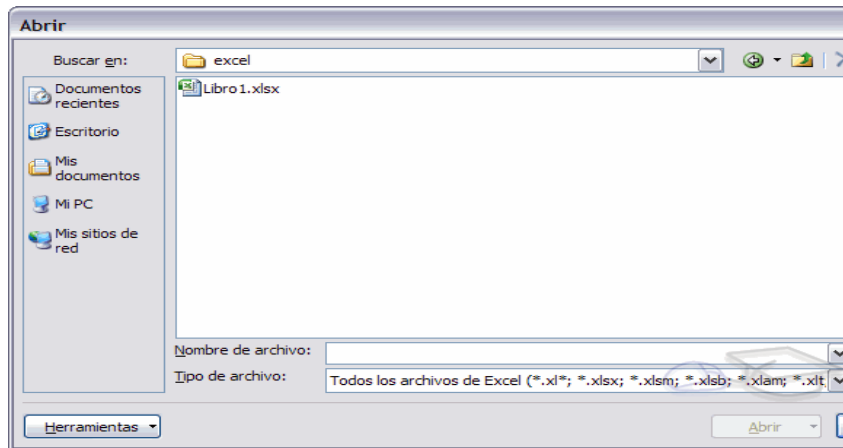 Abrir
Buscar en:
excel
Documentos
recientes
Escritorio
Mis
documentos
Mi PC
Mis sitios de
red
Libro1.xlsx
Nombre de archivo:
Tipo de archivo:
Todos los archivos de Excel (*.xl*; *.xlsx; *.xlsm; *.xlsb; *.xlam; *.xlt
Herramientas
Abrir